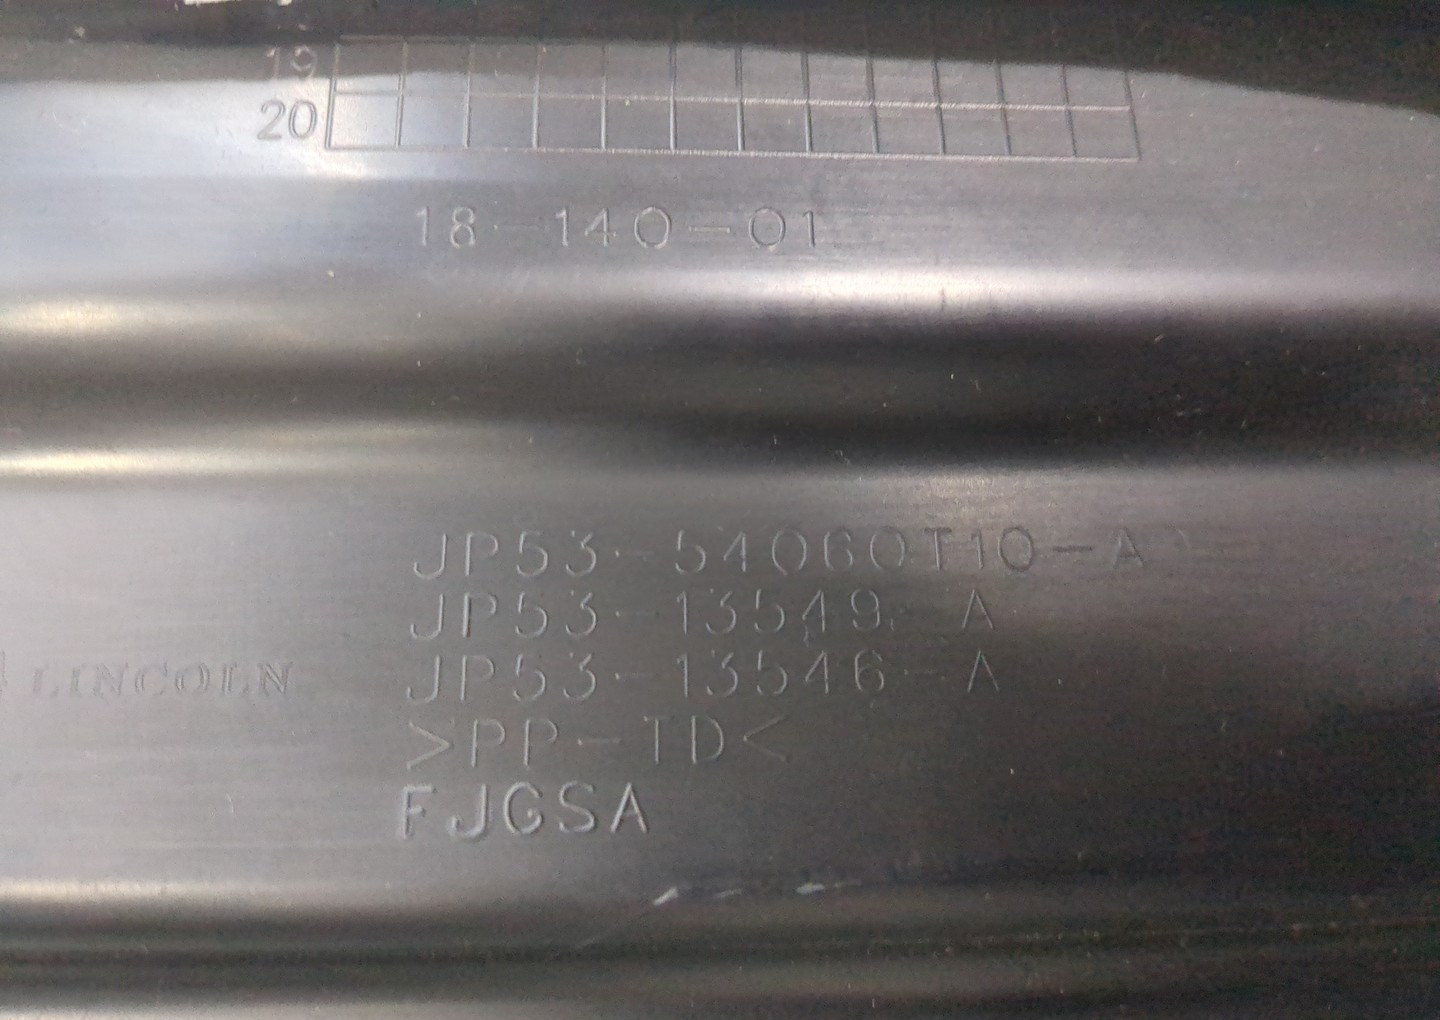 19
20
18-140-01
JP53-54060T10-A
JP53-13549-A
LINCOLN JP53-13546-A
>PP-TD<
FJGSA